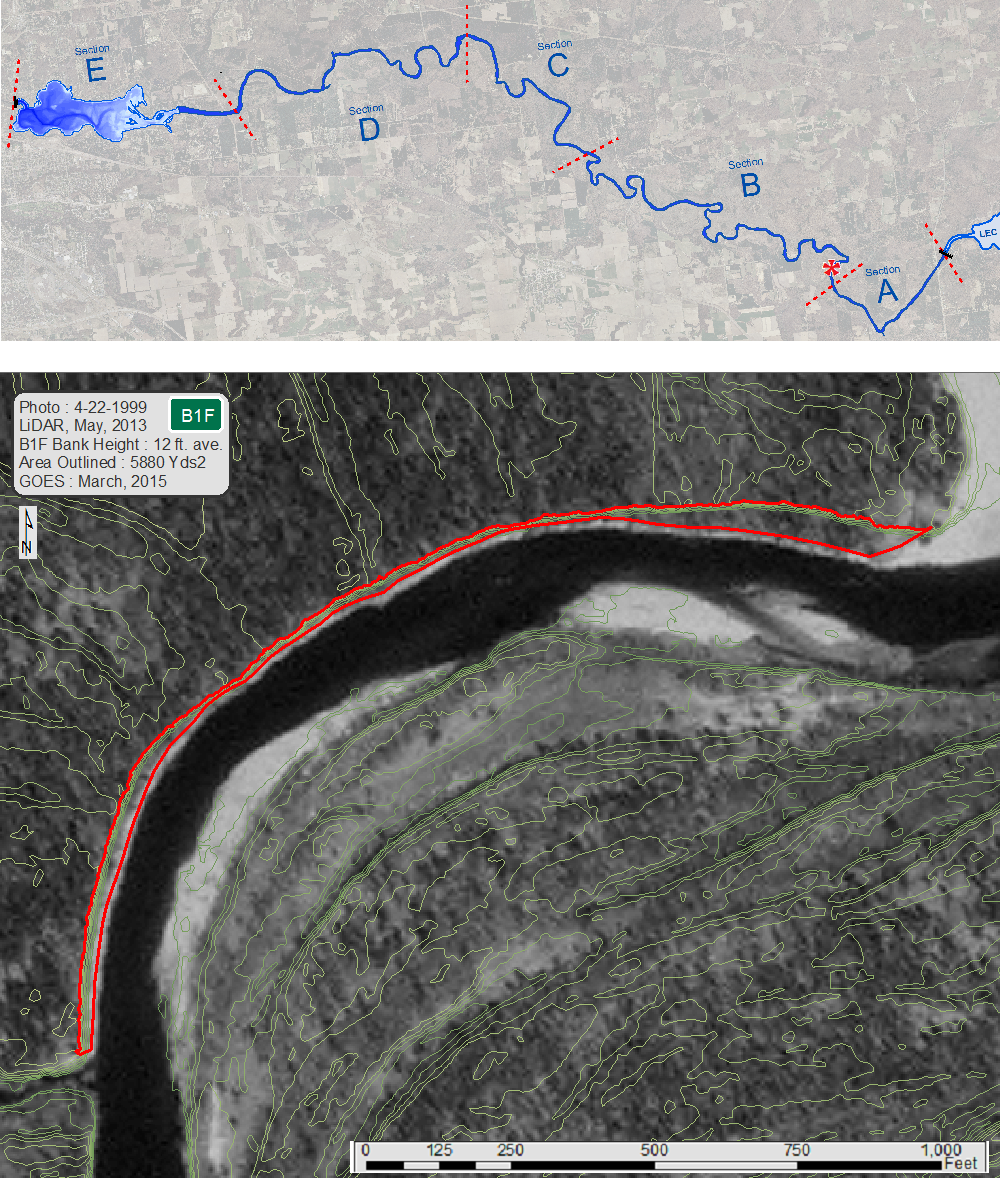 Section
E
Section
D
Section
C
Section
B
Section
A
LEC
Photo : 4-22-1999
B1F
LiDAR, May, 2013
B1F Bank Height : 12 ft. ave.
Area Outlined : 5880 Yds2
GOES : March, 2015
N
0 125 250 500 750 1,000
Feet